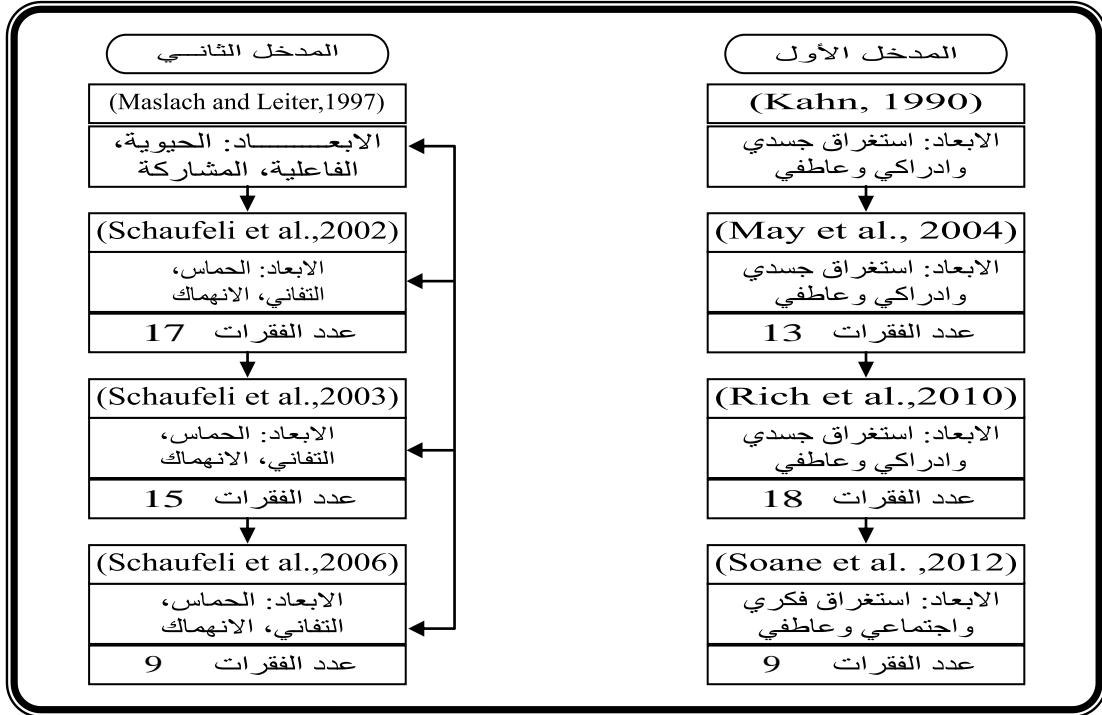 المدخل الأول
(Kahn, 1990)
الابعاد: استغراق جسدي
وادراكي وعاطفي
(May et al., 2004)
الابعاد: استغراق جسدي
وادراكي وعاطفي
عدد الفقرات 13
(Rich et al.,2010)
الابعاد: استغراق جسدي
وادراكي وعاطفي
عدد الفقرات 18
(Soane et al. ,2012)
الابعاد: استغراق فكري
واجتماعي وعاطفي
عدد الفقرات 9
المدخل الثانـي
(Maslach and Leiter,1997)
الابعـــــــــاد: الحيوية،
الفاعلية، المشاركة
(Schaufeli et al.,2002)
الابعاد: الحماس،
التفاني، الانهماك
عدد الفقرات 17
(Schaufeli et al.,2003)
الابعاد: الحماس،
التفاني، الانهماك
عدد الفقرات 15
(Schaufeli et al.,2006)
الابعاد: الحماس،
التفاني، الانهماك
عدد الفقرات 9